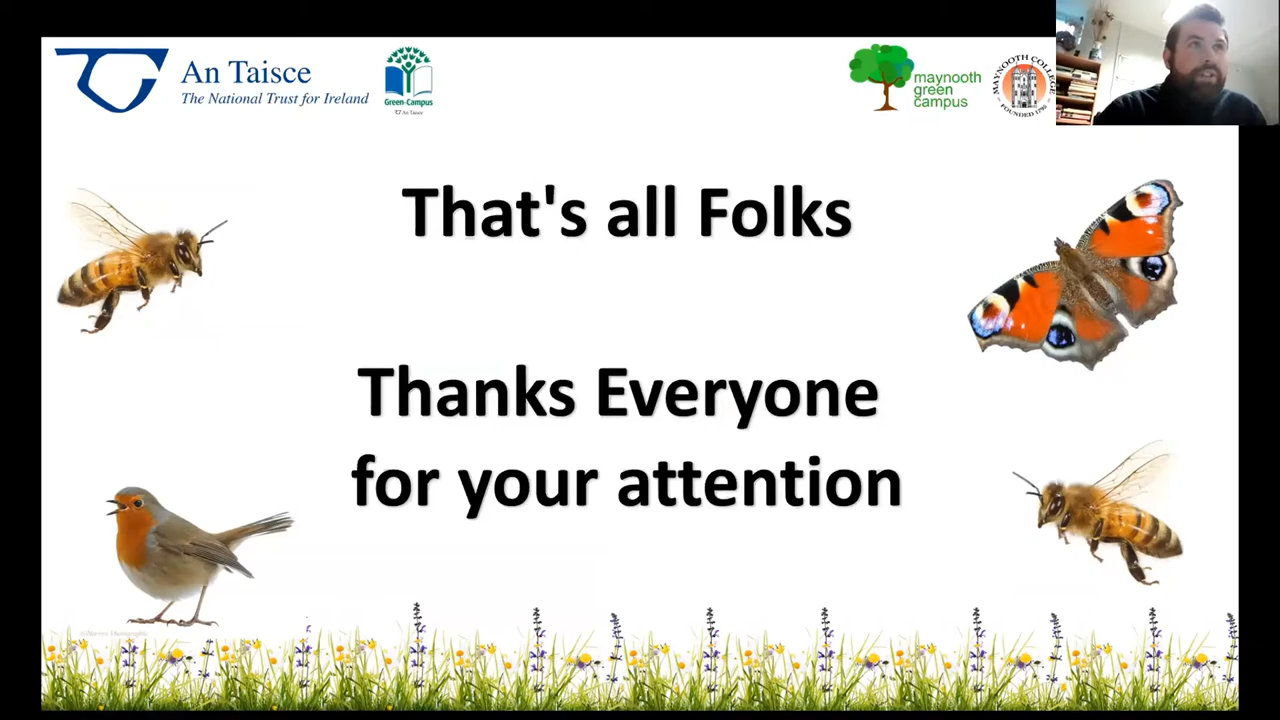 An Taisce
The National Trust for Ireland
Green-Campus
An Taisce
maynooth
green
campus
MAYNOOTH COLLEGE
FOUNDED 1795
That's all Folks
Thanks Everyone
for your attention